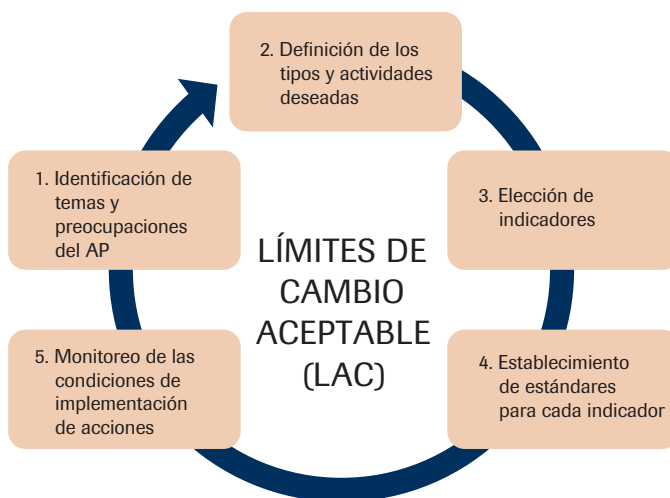 2. Definición de los
tipos y actividades
deseadas
1. Identificación de
temas y
preocupaciones
del AP
3. Elección de
indicadores
LÍMITES DE
CAMBIO
ACEPTABLE
(LAC)
5. Monitoreo de las
condiciones de
implementación
de acciones
4. Establecimiento
de estándares
para cada indicador